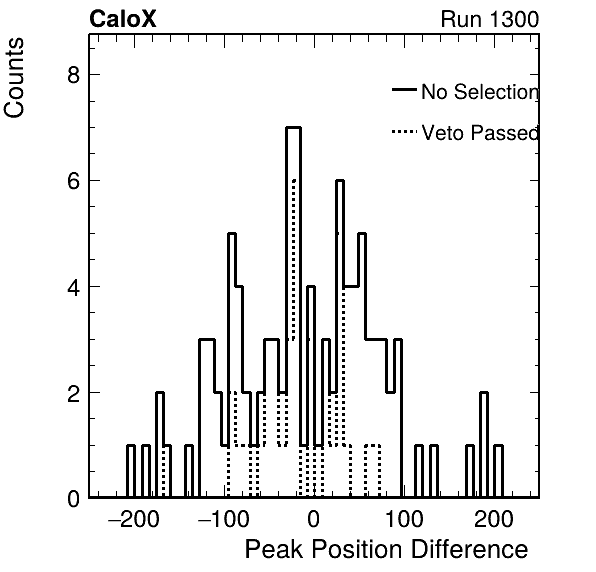 CaloX Run 1300
Counts
8
No Selection
Veto Passed
6
4
2
0
−200 −100 0 100 200
Peak Position Difference